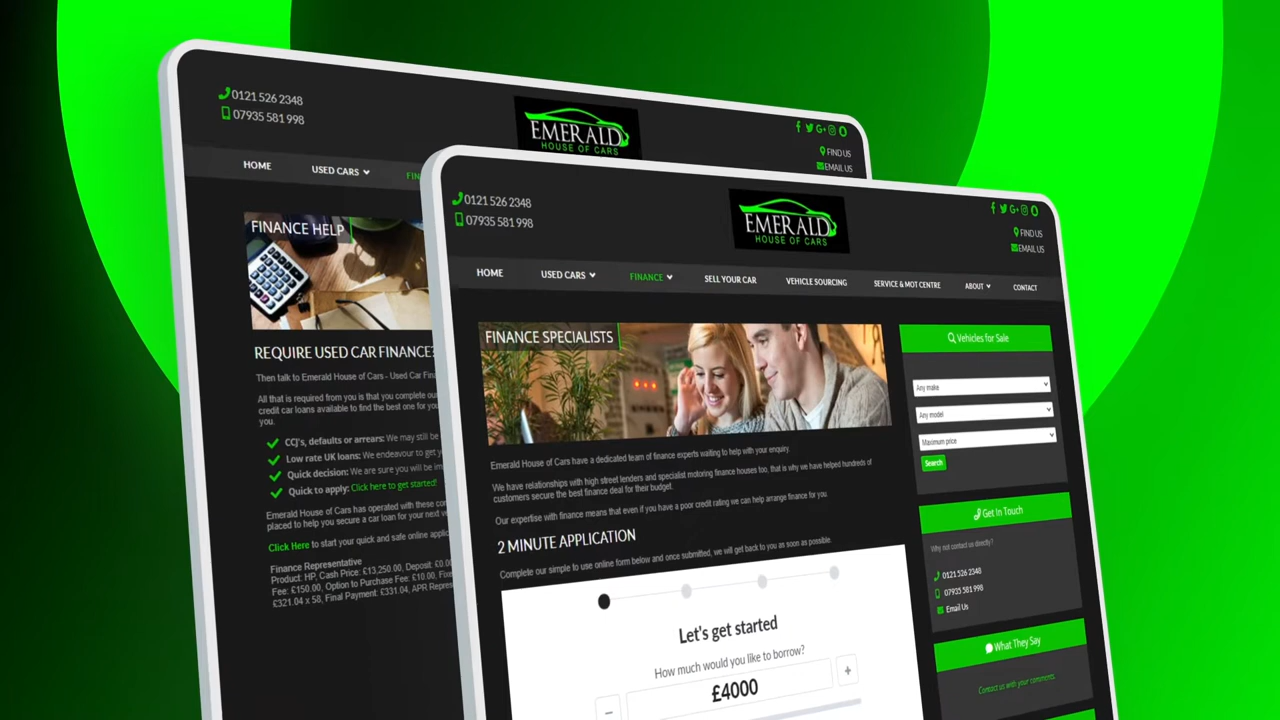 0121 526 2348
07935 581 998
EMERALD
HOUSE OF CARS
FIND US
EMAIL US
HOME
USED CARS
FIN
FINANCE HELP
REQUIRE USED CAR FINANCE?
Then talk to Emerald House of Cars - Used Car Fin
All that is required from you is that you complete ou
credit car loans available to find the best one for you
you.
CCJ's, defaults or arrears: We may still be
Low rate UK loans: We endeavour to get y
Quick decision: We are sure you will be im
Quick to apply: Click here to get started!
Emerald House of Cars has operated with these con
placed to help you secure a car loan for your next v
Click Here to start your quick and safe online applic
Finance Representative
Product: HP, Cash Price: £13,250.00, Deposit: £0.00
Fee: £150.00, Option to Purchase Fee: £10.00, Fixe
£321.04 x 58, Final Payment: £331.04, APR Repres
0121 526 2348
07935 581 998
EMERALD
HOUSE OF CARS
FIND US
EMAIL US
HOME
USED CARS
FINANCE
SELL YOUR CAR
VEHICLE SOURCING
SERVICE & MOT CENTRE
ABOUT
CONTACT
FINANCE SPECIALISTS
Emerald House of Cars have a dedicated team of finance experts waiting to help with your enquiry.
We have relationships with high street lenders and specialist motoring finance houses too, that is why we have helped hundreds of
customers secure the best finance deal for their budget.
Our expertise with finance means that even if you have a poor credit rating we can help arrange finance for you.
2 MINUTE APPLICATION
Complete our simple to use online form below and once submitted, we will get back to you as soon as possible.
Let's get started
How much would you like to borrow?
− £4000 +
Vehicles for Sale
Any make
Any model
Maximum price
Search
Get In Touch
Why not contact us directly?
0121 526 2348
07935 581 998
Email Us
What They Say
Contact us with your comments.